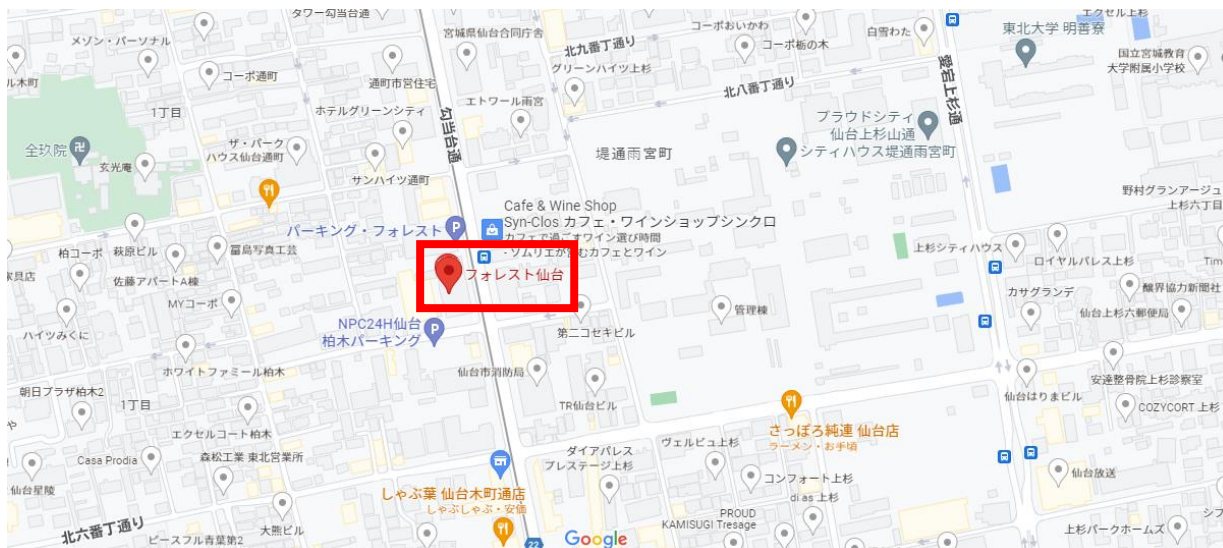 タワー勾当台通
メゾン・パーソナル
コーポ通町
1丁目
通町市営住宅
ホテルグリーンシティ
宮城県仙台合同庁舎
北九番丁通り
グリーンハイツ上杉
コーポおいかわ
コーポ栃の木
白雪わた
東北大学 明善寮
エクセル上杉
国立宮城教育
大学附属小学校
愛宕上杉通
北八番丁通り
エトワール雨宮
勾当台通
プラウドシティ
仙台上杉山通
シティハウス堤通雨宮町
堤通雨宮町
全玖院
玄光庵
ザ・パーク
ハウス仙台通町
サンハイツ通町
野村グランアージュ
上杉六丁目
Cafe & Wine Shop
Syn-Clos カフェ・ワインショップシンクロ
カフェで過ごすワイン選び時間
・ソムリエが営むカフェとワイン
パーキング・フォレスト
フォレスト仙台
柏コーポ
萩原ビル
冨島写真工芸
家具店
佐藤アパートA棟
MYコーポ
ハイツみくに
NPC24H仙台
柏木パーキング
第二コセキビル
管理棟
上杉シティハウス
ロイヤルパレス上杉
Tim
カサグランデ
醸界協力新聞社
仙台上杉六郵便局
ホワイトファミール柏木
仙台市消防局
TR仙台ビル
朝日プラザ柏木2
1丁目
エクセルコート柏木
さっぽろ純連 仙台店
ラーメン・お手頃
仙台はりまビル
安達整骨院上杉診察室
COZYCORT 上杉
Casa Prodia
森松工業 東北営業所
ダイアパレス
プレステージ上杉
ヴェルビュ上杉
コンフォート上杉
di as 上杉
仙台放送
仙台星陵
しゃぶ葉 仙台木町通店
しゃぶしゃぶ・安価
PROUD
KAMISUGI Tresage
上杉パークホームズ
北六番丁通り
ピースフル青葉第2
大熊ビル
22
Google